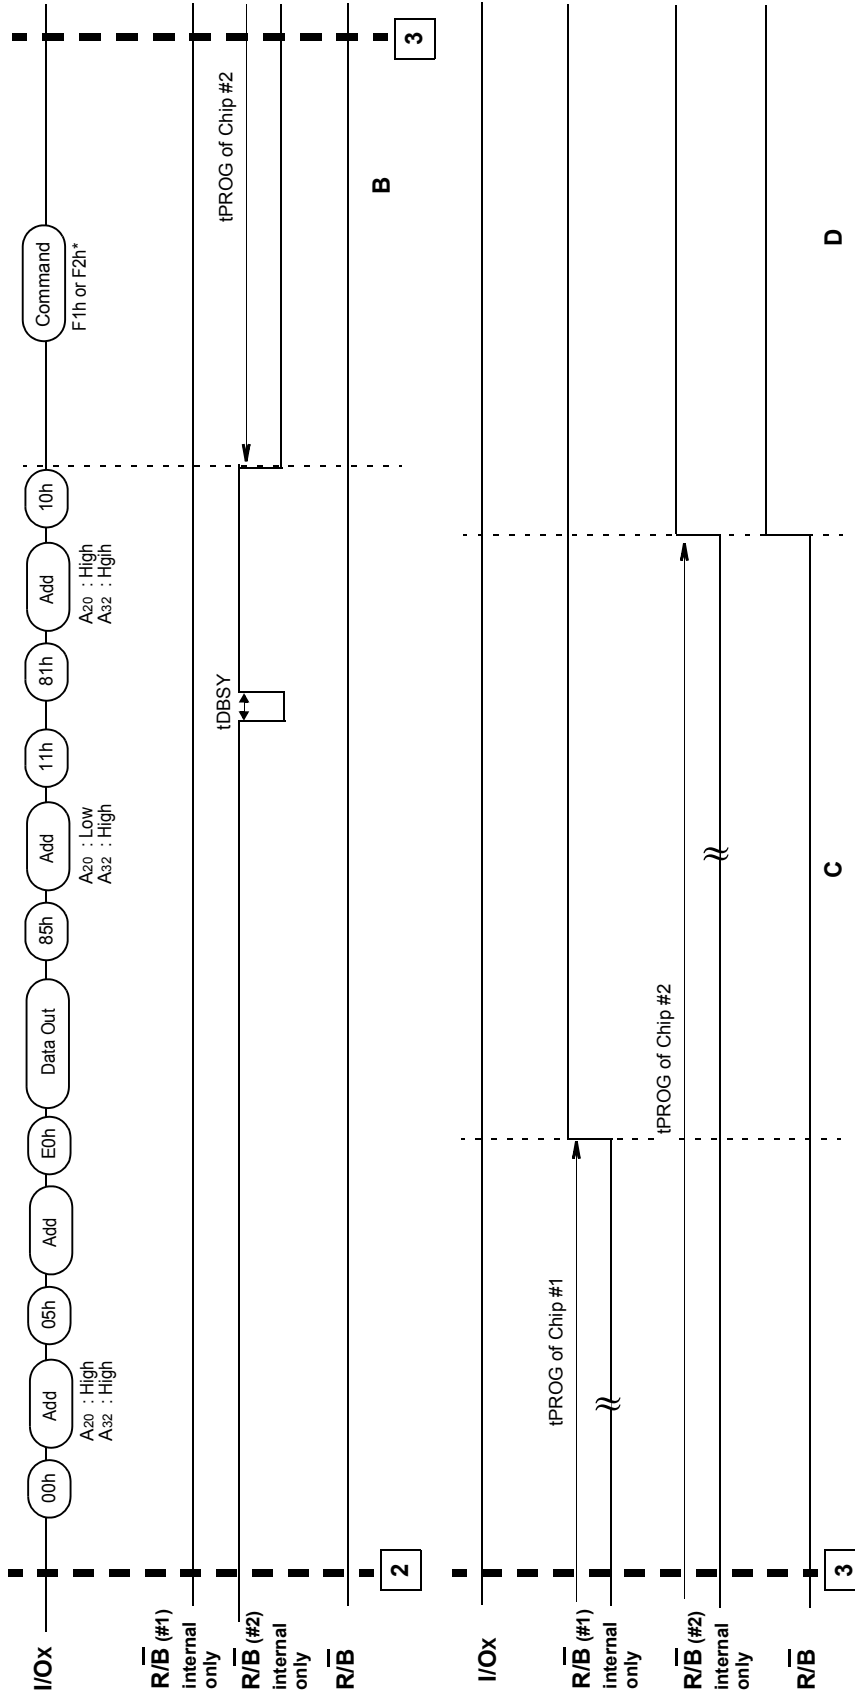 I/Ox
00h
Add
A20 : High
A32 : High
05h
Add
E0h
Data Out
85h
Add
A20 : Low
A32 : High
11h
81h
Add
A20 : High
A32 : Hgih
10h
Command
F1h or F2h*
R/B (#1)
internal
only
R/B (#2)
internal
only
tDBSY
tPROG of Chip #2
R/B
B
2
3
I/Ox
R/B (#1)
internal
only
tPROG of Chip #1
≈
R/B (#2)
internal
only
tPROG of Chip #2
≈
R/B
C
D
3